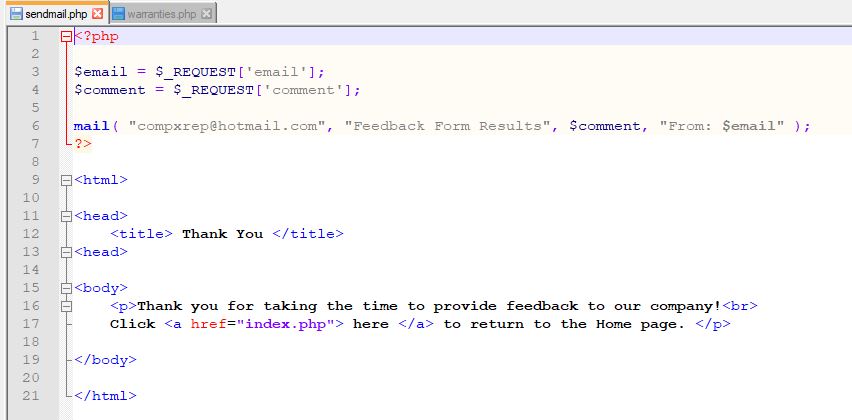 sendmail.php warranties.php
1 <?php
2
3 $email = $_REQUEST['email'];
4 $comment = $_REQUEST['comment'];
5
6 mail( "compxrep@hotmail.com", "Feedback Form Results", $comment, "From: $email" );
7 ?>
8
9 <html>
10
11 <head>
12 <title> Thank You </title>
13 <head>
14
15 <body>
16 <p>Thank you for taking the time to provide feedback to our company!<br>
17 Click <a href="index.php"> here </a> to return to the Home page. </p>
18
19 </body>
20
21 </html>